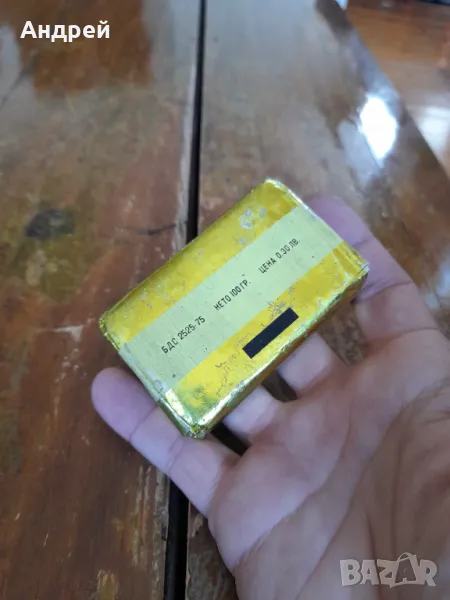 Андрей
БДС 2525-75 НЕТО 100 ГР. ЦЕНА 0.30 ЛВ.
BAZAR